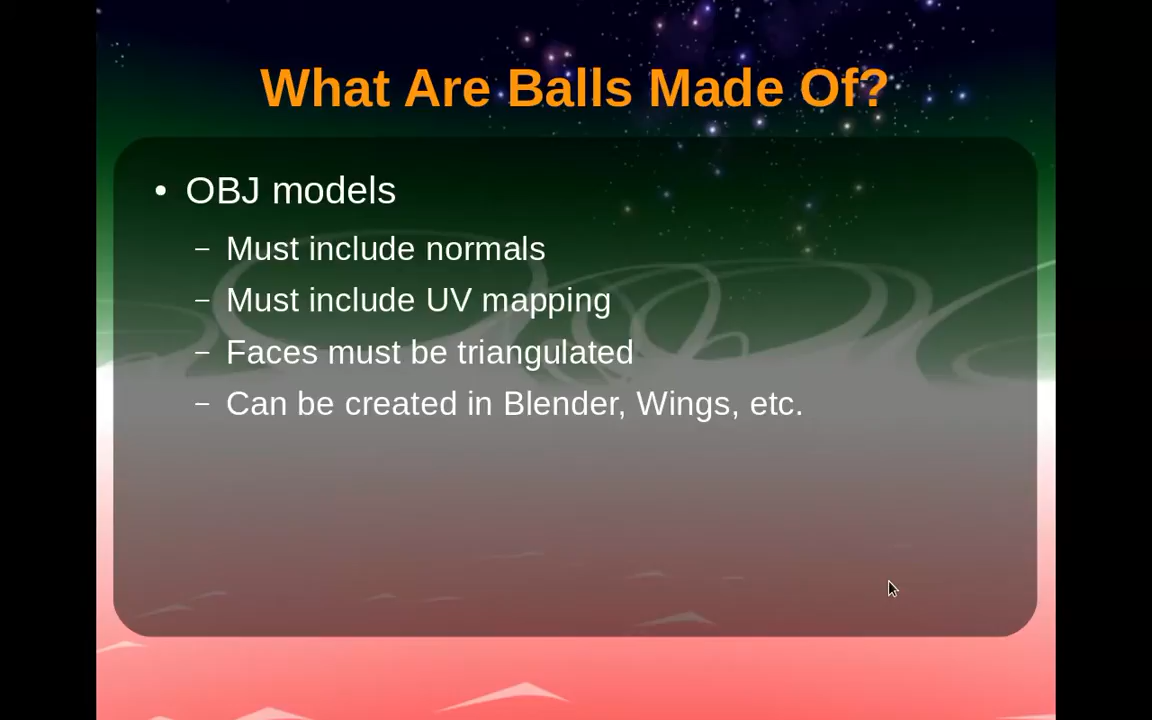 What Are Balls Made Of?
• OBJ models
– Must include normals
– Must include UV mapping
– Faces must be triangulated
– Can be created in Blender, Wings, etc.